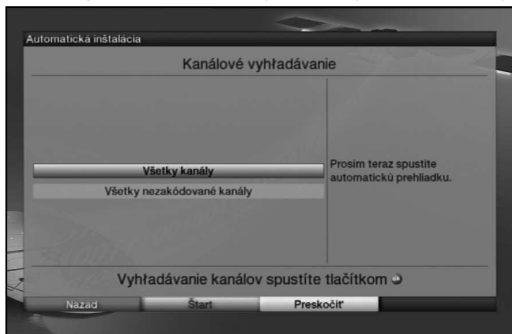 Automatická inštalácia
Kanálové vyhľadávanie
Všetky kanály
Všetky nezakódované kanály
Prosím teraz spustite
automatickú prehliadku.
Vyhľadávanie kanálov spustíte tlačítkom
Nazad Štart Preskočiť